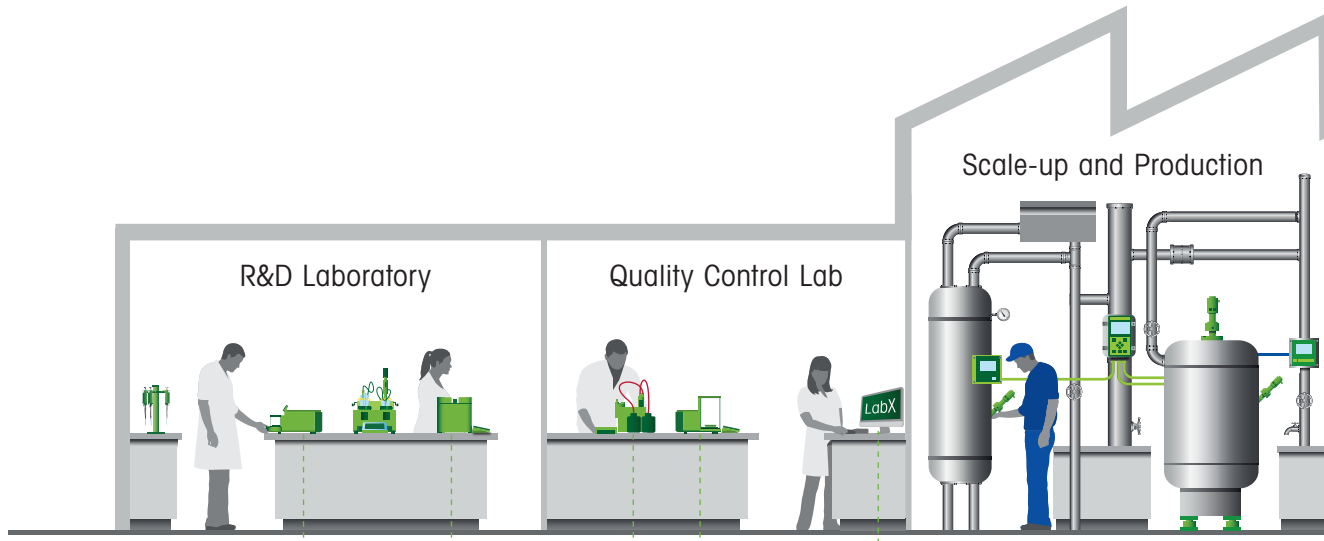 Scale-up and Production
R&D Laboratory
Quality Control Lab
LabX